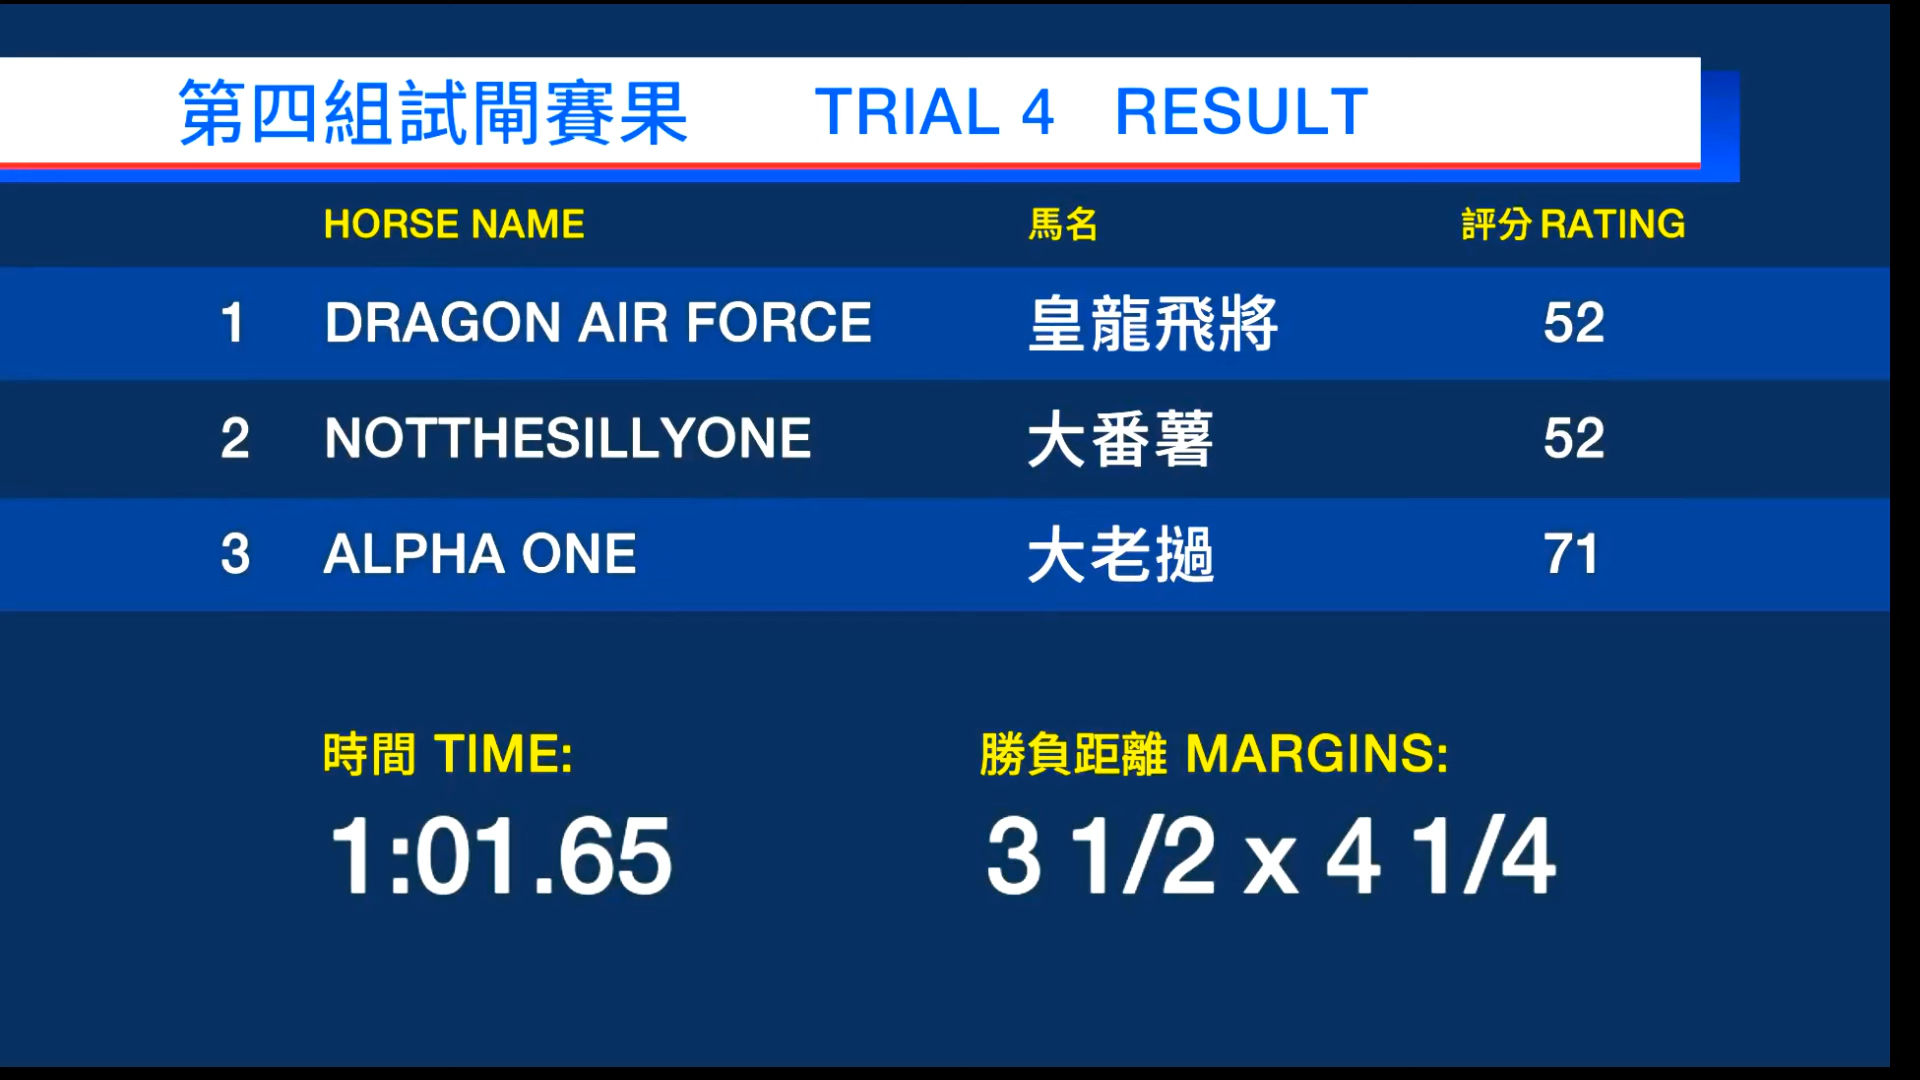 第四組試閘賽果 TRIAL 4 RESULT
HORSE NAME 馬名 評分 RATING
1 DRAGON AIR FORCE 皇龍飛將 52
2 NOTTHESILLYONE 大番薯 52
3 ALPHA ONE 大老撾 71
時間 TIME: 勝負距離 MARGINS:
1:01.65 3 1/2 x 4 1/4